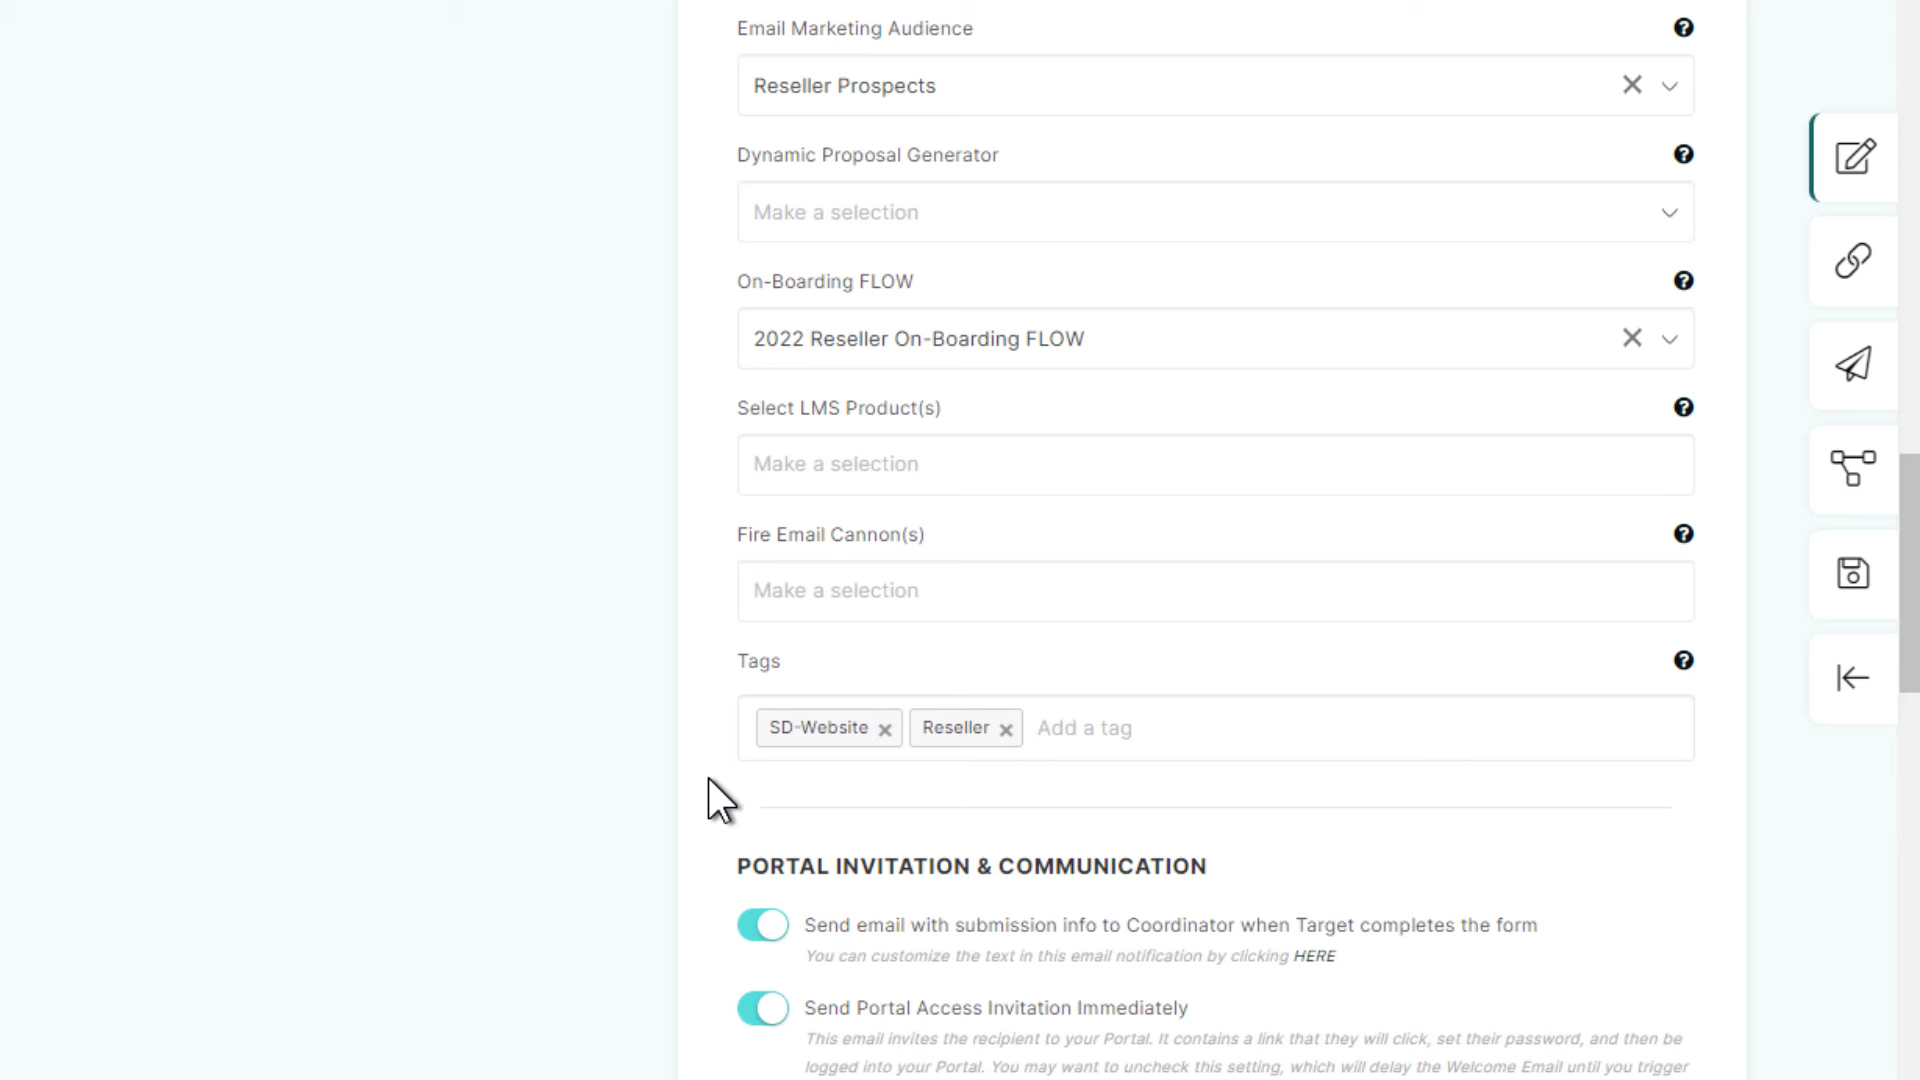 Email Marketing Audience
Reseller Prospects
Dynamic Proposal Generator
Make a selection
On-Boarding FLOW
2022 Reseller On-Boarding FLOW
Select LMS Product(s)
Make a selection
Fire Email Cannon(s)
Make a selection
Tags
SD-Website Reseller Add a tag
PORTAL INVITATION & COMMUNICATION
Send email with submission info to Coordinator when Target completes the form
You can customize the text in this email notification by clicking HERE
Send Portal Access Invitation Immediately
This email invites the recipient to your Portal. It contains a link that they will click, set their password, and then be
logged into your Portal. You may want to uncheck this setting, which will delay the Welcome Email until you trigger